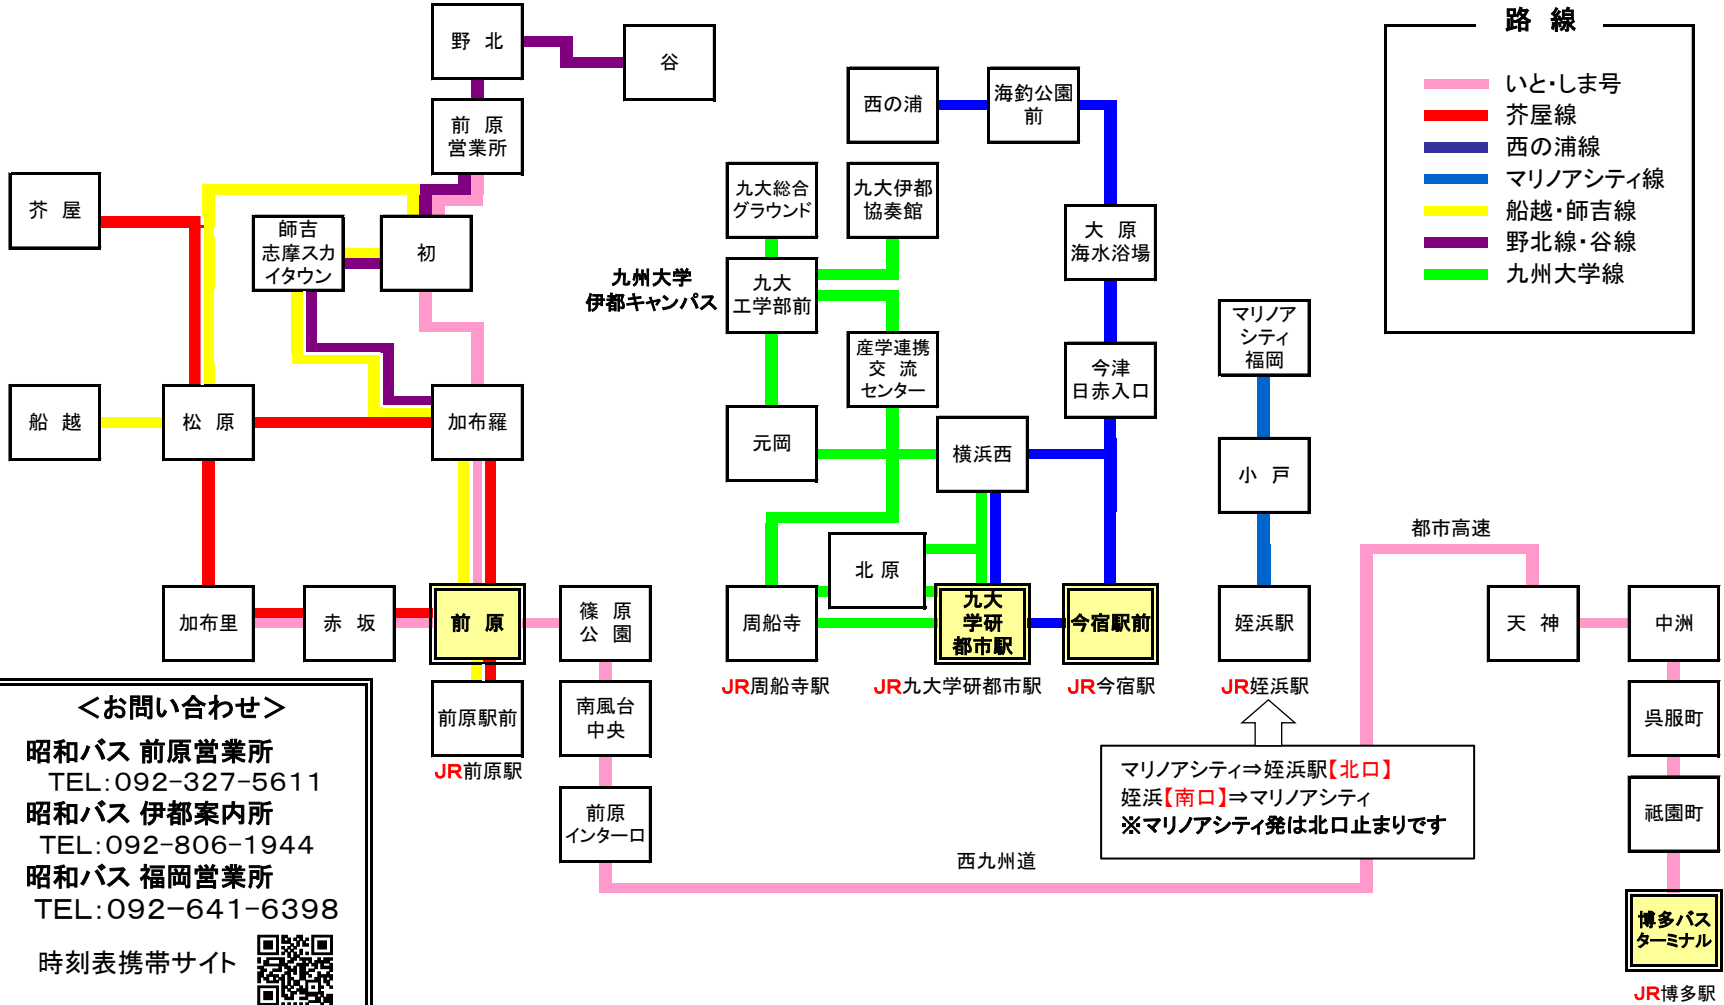 路 線
いと・しま号
芥屋線
西の浦線
マリノアシティ線
船越・師吉線
野北線・谷線
九州大学線
野 北
谷
前 原
営業所
芥 屋
師吉
志摩スカ
イタウン
初
船 越
松 原
加布羅
加布里
赤 坂
前 原
篠 原
公 園
前原駅前
JR前原駅
南風台
中央
前原
インター口
西の浦
海釣公園
前
九大総合
グラウンド
九大伊都
協奏館
九州大学
伊都キャンパス
九大
工学部前
大 原
海水浴場
産学連携
交 流
センター
今津
日赤入口
元岡
横浜西
北 原
周船寺
九大
学研
都市駅
今宿駅前
JR周船寺駅
JR九大学研都市駅
JR今宿駅
マリノア
シティ
福岡
小 戸
姪浜駅
JR姪浜駅
都市高速
天 神
中洲
呉服町
祇園町
博多バス
ターミナル
JR博多駅
西九州道
マリノアシティ⇒姪浜駅【北口】
姪浜【南口】⇒マリノアシティ
※マリノアシティ発は北口止まりです
＜お問い合わせ＞
昭和バス 前原営業所
TEL:092-327-5611
昭和バス 伊都案内所
TEL:092-806-1944
昭和バス 福岡営業所
TEL:092-641-6398
時刻表携帯サイト